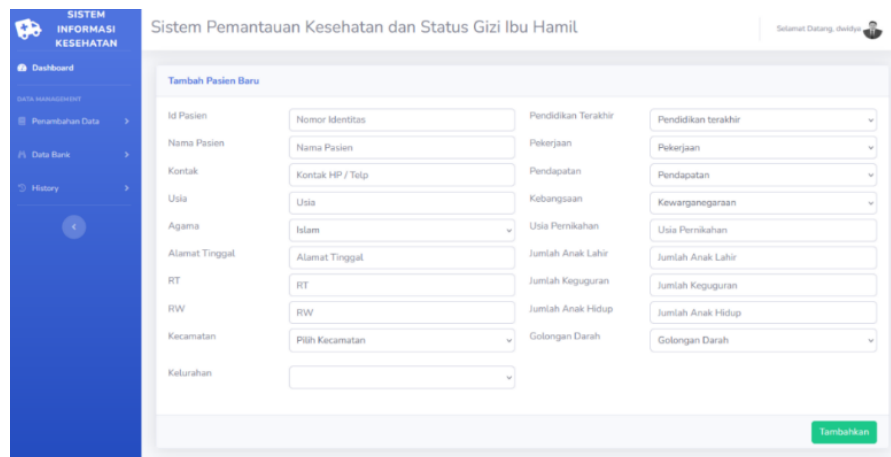 SISTEM
INFORMASI
KESEHATAN
Sistem Pemantauan Kesehatan dan Status Gizi Ibu Hamil
Selamat Datang, dwidya
Dashboard
DATA MANAGEMENT
Penambahan Data
Data Bank
History
Tambah Pasien Baru
Id Pasien
Nomor Identitas
Pendidikan Terakhir
Pendidikan terakhir
Nama Pasien
Nama Pasien
Pekerjaan
Pekerjaan
Kontak
Kontak HP / Telp
Pendapatan
Pendapatan
Usia
Usia
Kebangsaan
Kewarganegaraan
Agama
Islam
Usia Pernikahan
Usia Pernikahan
Alamat Tinggal
Alamat Tinggal
Jumlah Anak Lahir
Jumlah Anak Lahir
RT
RT
Jumlah Keguguran
Jumlah Keguguran
RW
RW
Jumlah Anak Hidup
Jumlah Anak Hidup
Kecamatan
Pilih Kecamatan
Golongan Darah
Golongan Darah
Kelurahan
Tambahkan